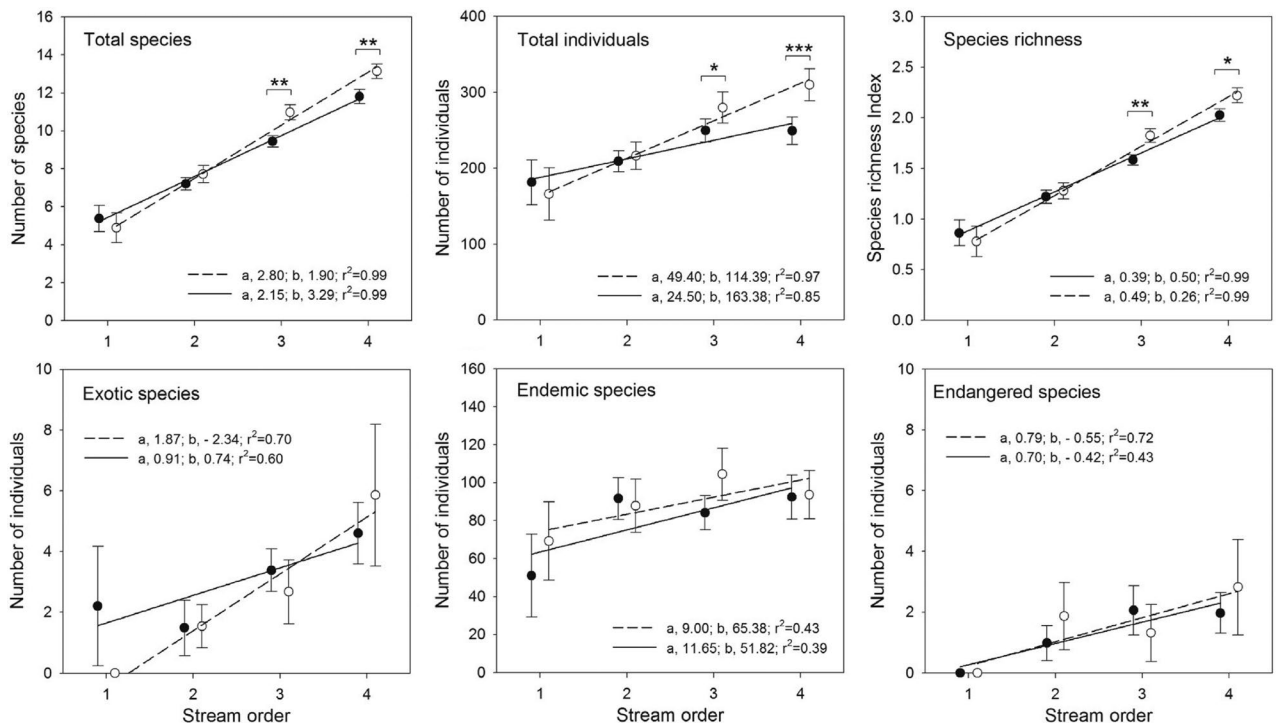 Total species
Number of species
16
14
12
10
8
6
4
2
0
**
**
a, 2.80; b, 1.90; r²=0.99
a, 2.15; b, 3.29; r²=0.99
1 2 3 4
Total individuals
Number of individuals
400
300
200
100
0
*
***
a, 49.40; b, 114.39; r²=0.97
a, 24.50; b, 163.38; r²=0.85
1 2 3 4
Species richness
Species richness Index
3.0
2.5
2.0
1.5
1.0
0.5
0.0
**
*
a, 0.39; b, 0.50; r²=0.99
a, 0.49; b, 0.26; r²=0.99
1 2 3 4
Exotic species
Number of individuals
10
8
6
4
2
0
a, 1.87; b, - 2.34; r²=0.70
a, 0.91; b, 0.74; r²=0.60
1 2 3 4
Stream order
Endemic species
Number of individuals
160
140
120
100
80
60
40
20
0
a, 9.00; b, 65.38; r²=0.43
a, 11.65; b, 51.82; r²=0.39
1 2 3 4
Stream order
Endangered species
Number of individuals
10
8
6
4
2
0
a, 0.79; b, - 0.55; r²=0.72
a, 0.70; b, - 0.42; r²=0.43
1 2 3 4
Stream order